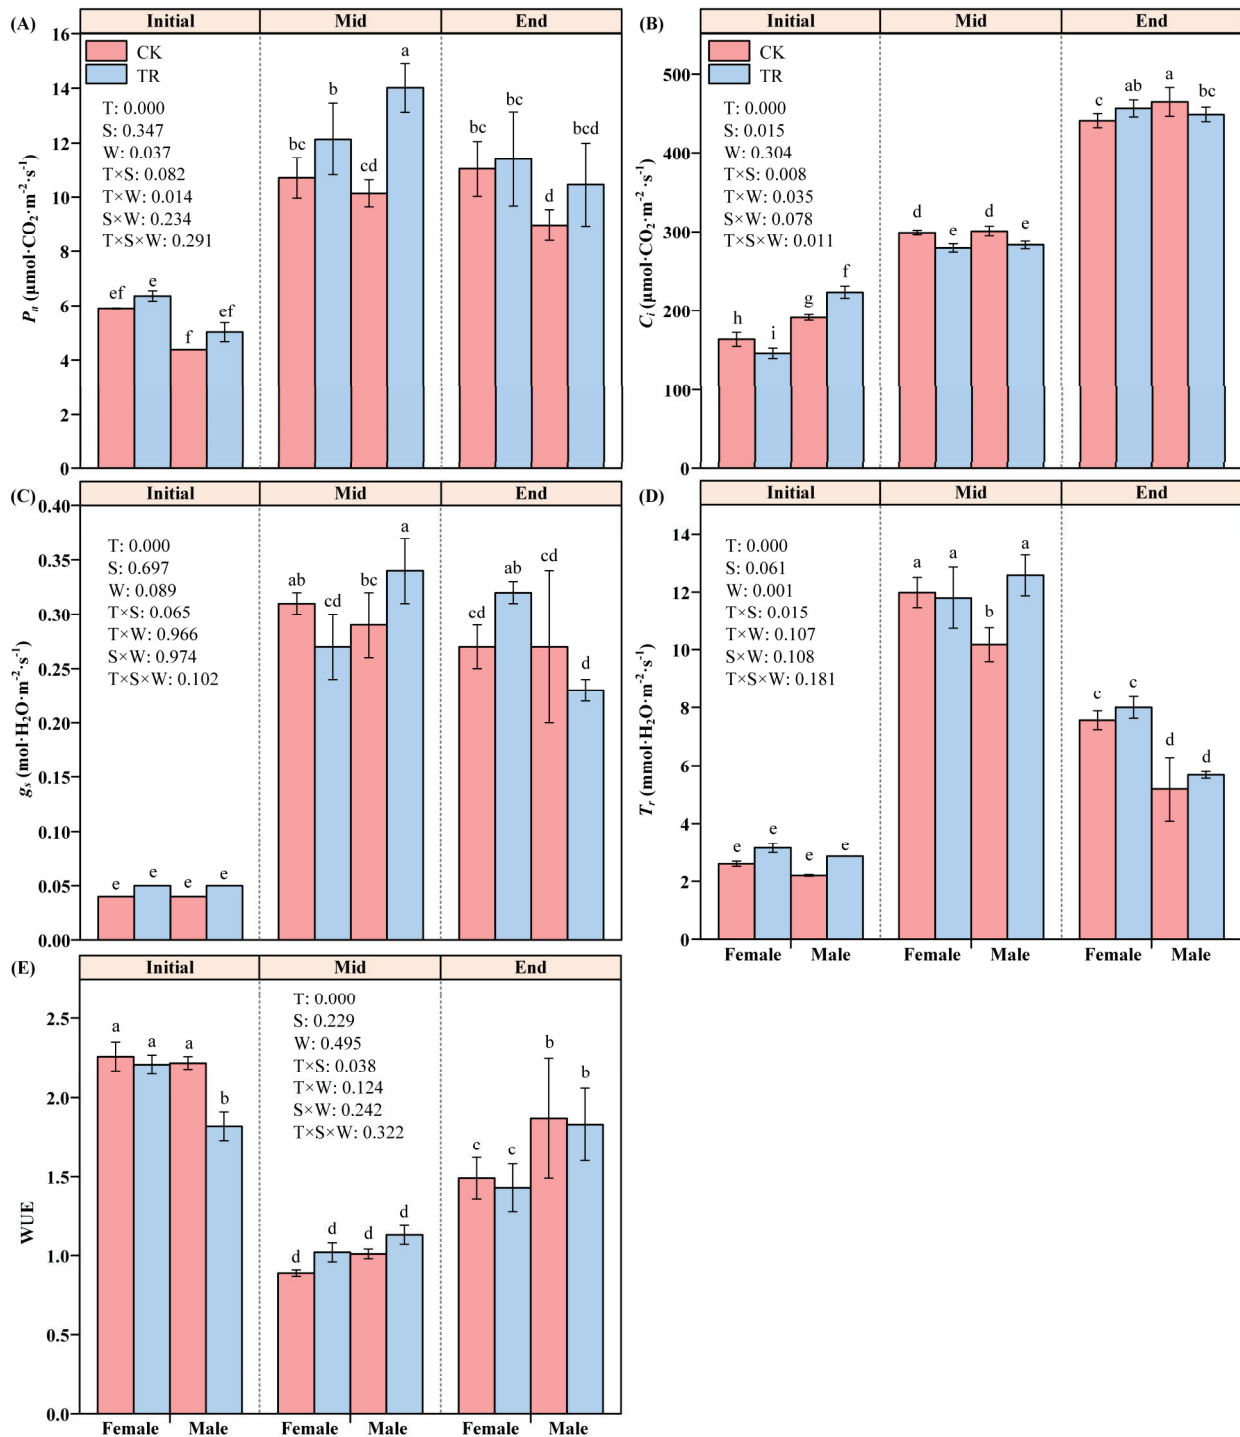 (A)
Initial Mid End
16
14
12
10
8
6
4
2
0
Pn (μmol·CO₂·m⁻²·s⁻¹)
CK
TR
T: 0.000
S: 0.347
W: 0.037
T×S: 0.082
T×W: 0.014
S×W: 0.234
T×S×W: 0.291
ef e f ef
bc b cd a
bc bc d bcd
(B)
Initial Mid End
500
400
300
200
100
0
Ci (μmol·CO₂·m⁻²·s⁻¹)
CK
TR
T: 0.000
S: 0.015
W: 0.304
T×S: 0.008
T×W: 0.035
S×W: 0.078
T×S×W: 0.011
h i g f
d e d e
c ab a bc
(C)
Initial Mid End
0.40
0.35
0.30
0.25
0.20
0.15
0.10
0.05
0.00
gs (mol·H₂O·m⁻²·s⁻¹)
T: 0.000
S: 0.697
W: 0.089
T×S: 0.065
T×W: 0.966
S×W: 0.974
T×S×W: 0.102
e e e e
ab cd bc a
cd ab cd d
(D)
Initial Mid End
14
12
10
8
6
4
2
0
Tr (mmol·H₂O·m⁻²·s⁻¹)
T: 0.000
S: 0.061
W: 0.001
T×S: 0.015
T×W: 0.107
S×W: 0.108
T×S×W: 0.181
e e e e
a a b a
c c d d
Female Male Female Male Female Male
(E)
Initial Mid End
2.5
2.0
1.5
1.0
0.5
0.0
WUE
T: 0.000
S: 0.229
W: 0.495
T×S: 0.038
T×W: 0.124
S×W: 0.242
T×S×W: 0.322
a a a b
d d d d
c c b b
Female Male Female Male Female Male